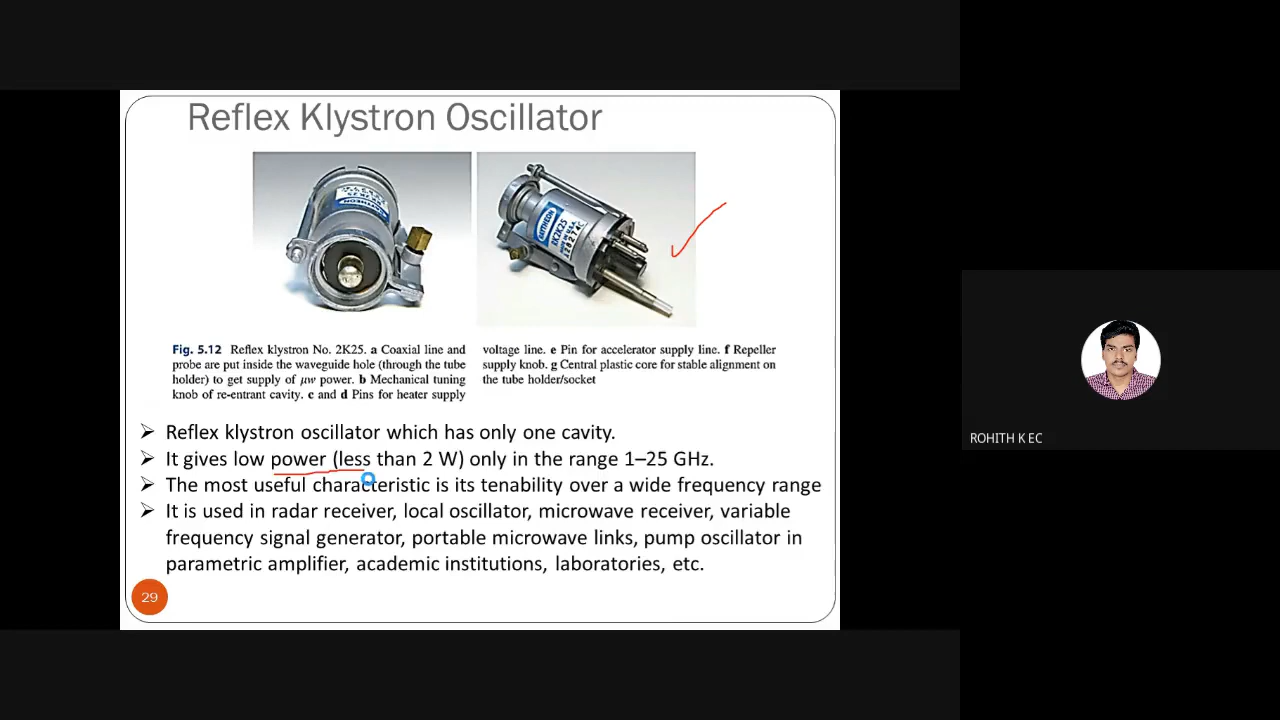 Reflex Klystron Oscillator
RAYTHEON
RK2K25
Fig. 5.12 Reflex klystron No. 2K25. a Coaxial line and
probe are put inside the waveguide hole (through the tube
holder) to get supply of μw power. b Mechanical tuning
knob of re-entrant cavity. c and d Pins for heater supply
voltage line. e Pin for accelerator supply line. f Repeller
supply knob. g Central plastic core for stable alignment on
the tube holder/socket
➢ Reflex klystron oscillator which has only one cavity.
➢ It gives low power (less than 2 W) only in the range 1–25 GHz.
➢ The most useful characteristic is its tenability over a wide frequency range
➢ It is used in radar receiver, local oscillator, microwave receiver, variable
frequency signal generator, portable microwave links, pump oscillator in
parametric amplifier, academic institutions, laboratories, etc.
29
ROHITH K EC